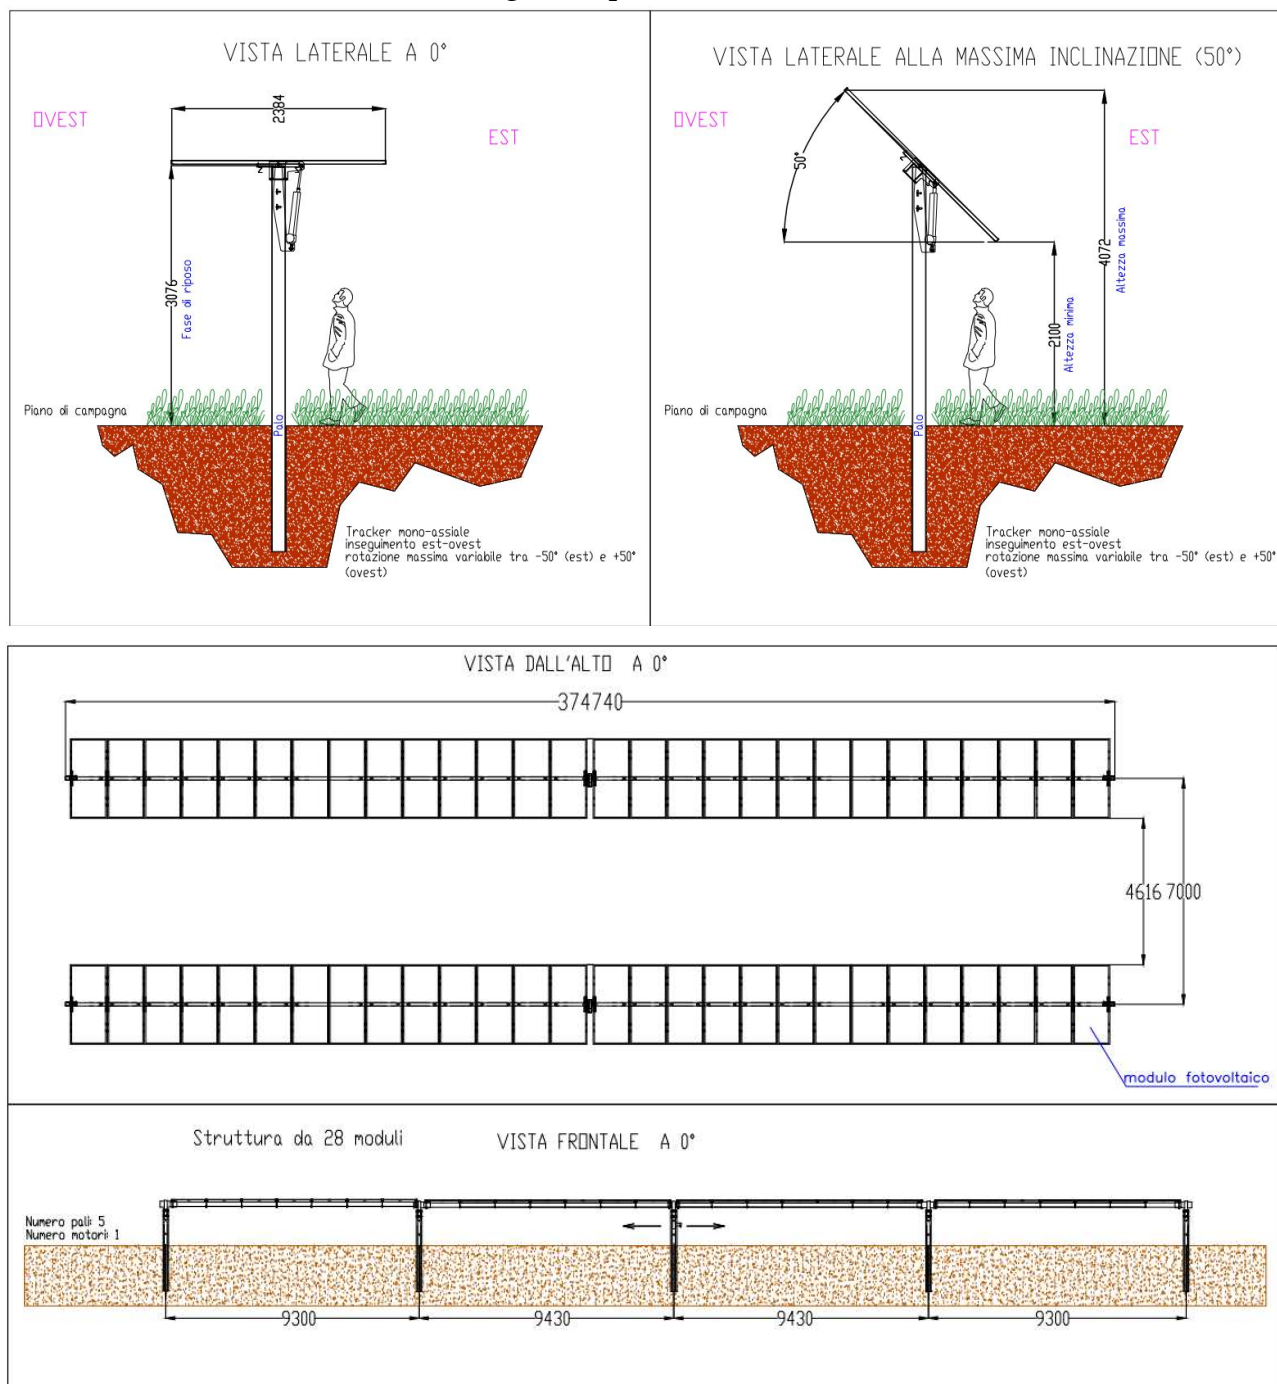 VISTA LATERALE A 0°
OVEST
EST
2384
3076
Fase di riposo
Piano di campagna
Palo
Tracker mono-assiale
inseguimento est-ovest
rotazione massima variabile tra -50° (est) e +50°
(ovest)
VISTA LATERALE ALLA MASSIMA INCLINAZIONE (50°)
OVEST
EST
50°
4072
Altezza massima
2100
Altezza minima
Piano di campagna
Palo
Tracker mono-assiale
inseguimento est-ovest
rotazione massima variabile tra -50° (est) e +50°
(ovest)
VISTA DALL'ALTO A 0°
374740
4616 7000
modulo fotovoltaico
Struttura da 28 moduli
VISTA FRONTALE A 0°
Numero pali: 5
Numero motori: 1
9300
9430
9430
9300